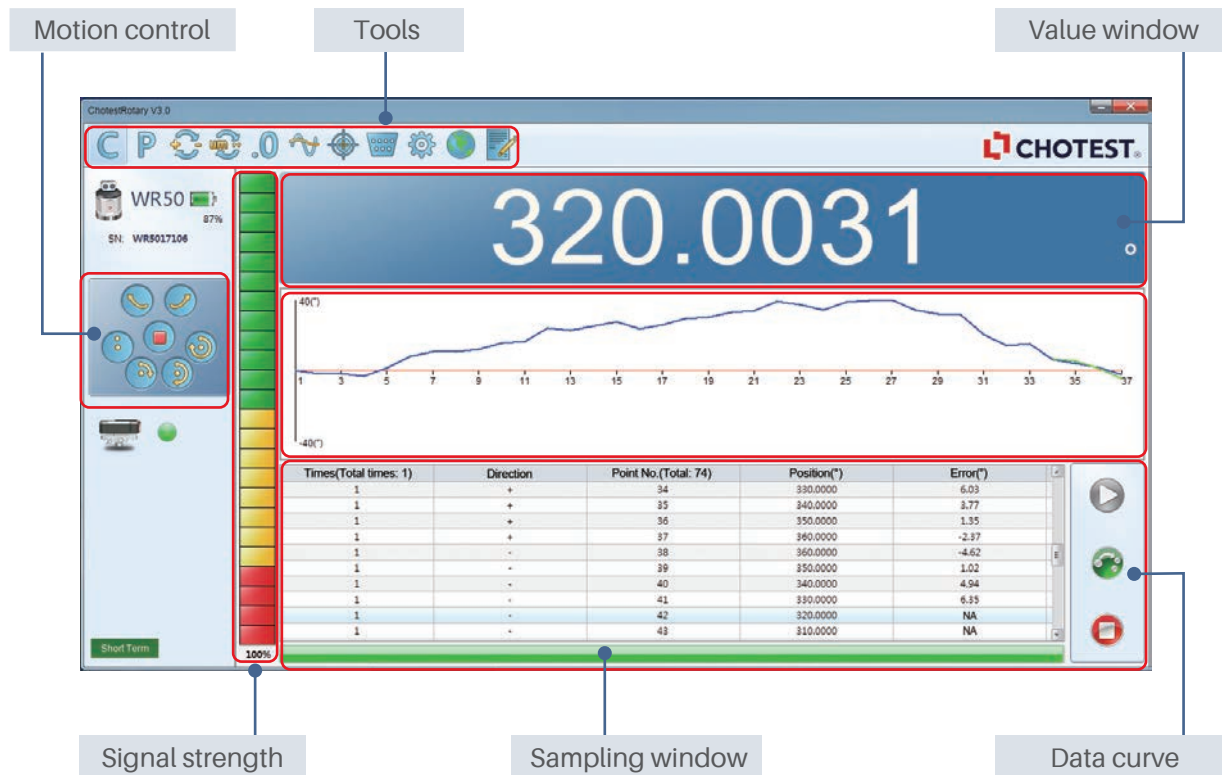 Motion control
Tools
Value window
ChotestRotary V3.0
C P .0
CHOTEST®
WR50
87%
SN: WR5017106
320.0031
40(")
1 3 5 7 9 11 13 15 17 19 21 23 25 27 29 31 33 35 37
-40(")
Times(Total times: 1) Direction Point No.(Total: 74) Position(°) Error(")
1 + 34 330.0000 6.03
1 + 35 340.0000 3.77
1 + 36 350.0000 1.35
1 + 37 360.0000 -2.37
1 - 38 360.0000 -4.62
1 - 39 350.0000 1.02
1 - 40 340.0000 4.94
1 - 41 330.0000 6.35
1 - 42 320.0000 NA
1 - 43 310.0000 NA
Short Term
100%
Signal strength
Sampling window
Data curve